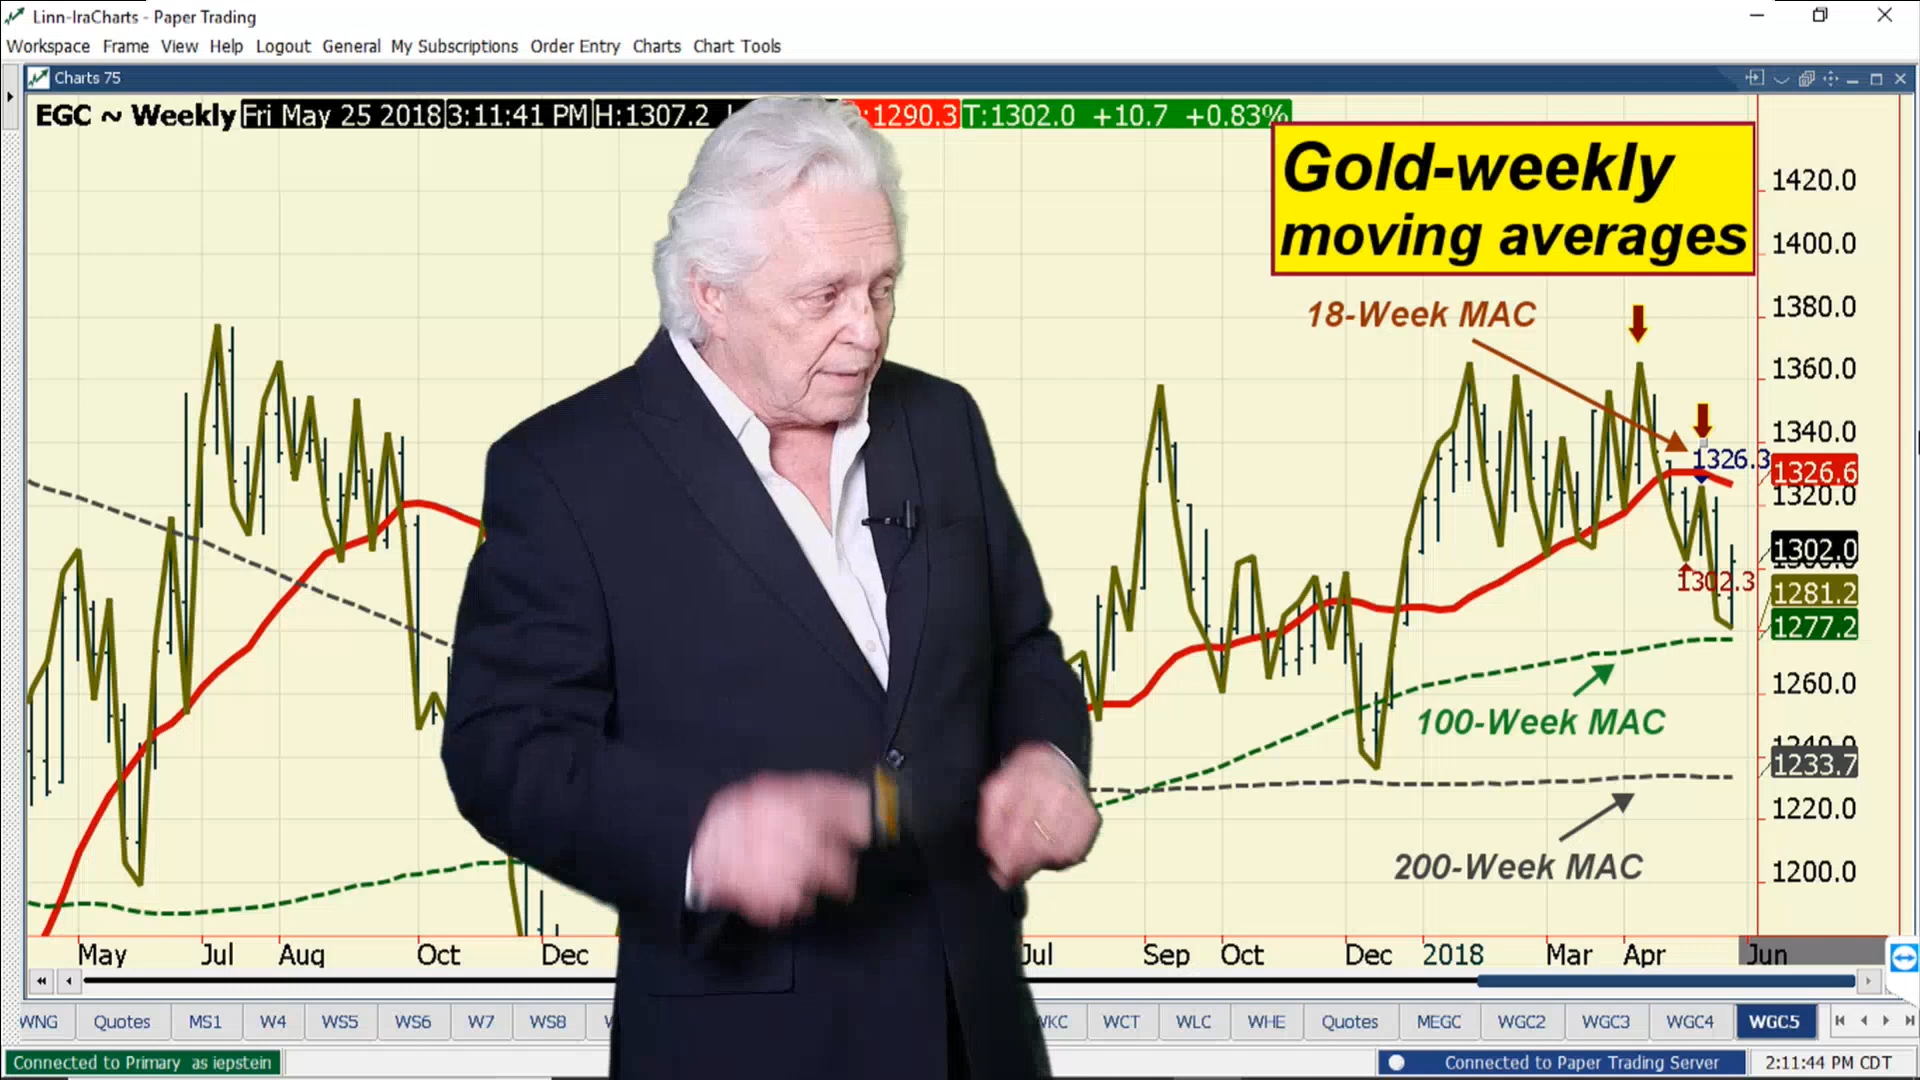 Linn-IraCharts - Paper Trading
Workspace Frame View Help Logout General My Subscriptions Order Entry Charts Chart Tools
Charts 75
EGC ~ Weekly Fri May 25 2018 3:11:41 PM H:1307.2 :1290.3 T:1302.0 +10.7 +0.83%
Gold-weekly
moving averages
1420.0
1400.0
18-Week MAC
1380.0
1360.0
1340.0
1326.3
1326.6
1320.0
1302.0
1302.3
1281.2
1277.2
1260.0
100-Week MAC
1240.0
1233.7
1220.0
200-Week MAC
1200.0
May Jul Aug Oct Dec Jul Sep Oct Dec 2018 Mar Apr Jun
WNG Quotes MS1 W4 WS5 WS6 W7 WS8 WKC WCT WLC WHE Quotes MEGC WGC2 WGC3 WGC4 WGC5
Connected to Primary as iepstein Connected to Paper Trading Server 2:11:44 PM CDT